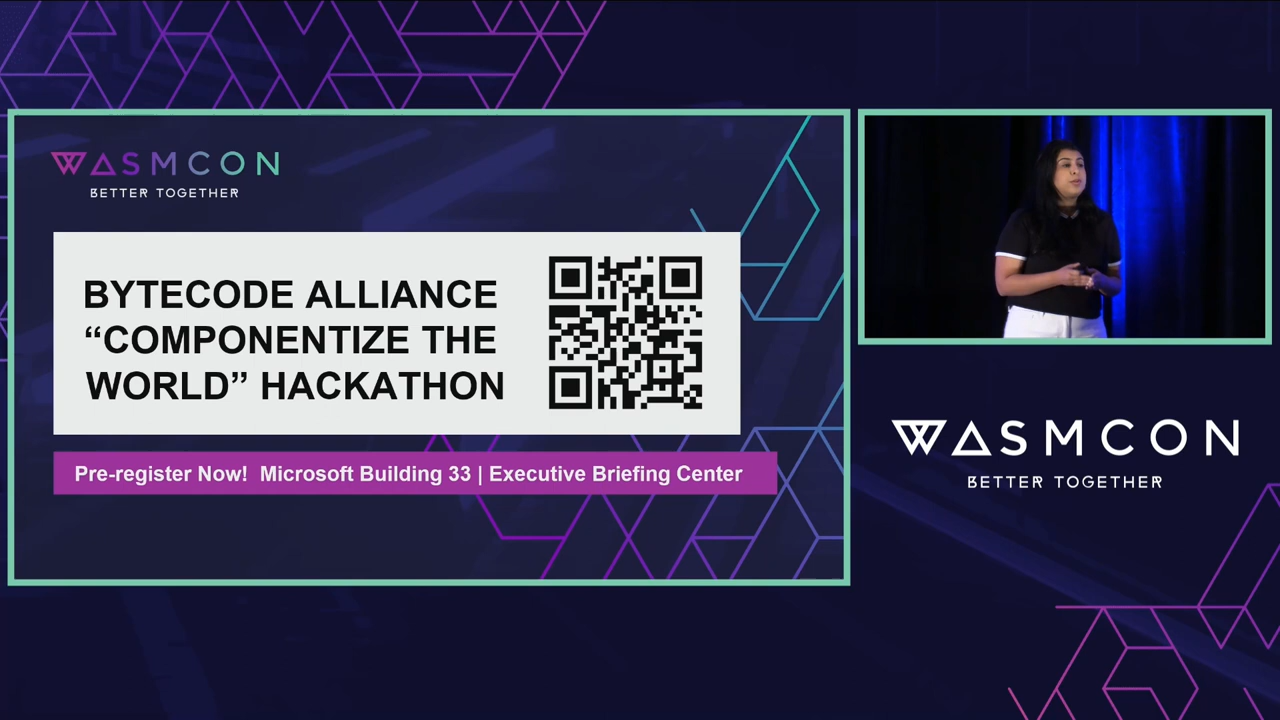 WASMCON
BETTER TOGETHER
BYTECODE ALLIANCE
“COMPONENTIZE THE
WORLD” HACKATHON
Pre-register Now!  Microsoft Building 33 | Executive Briefing Center
WASMCON
BETTER TOGETHER